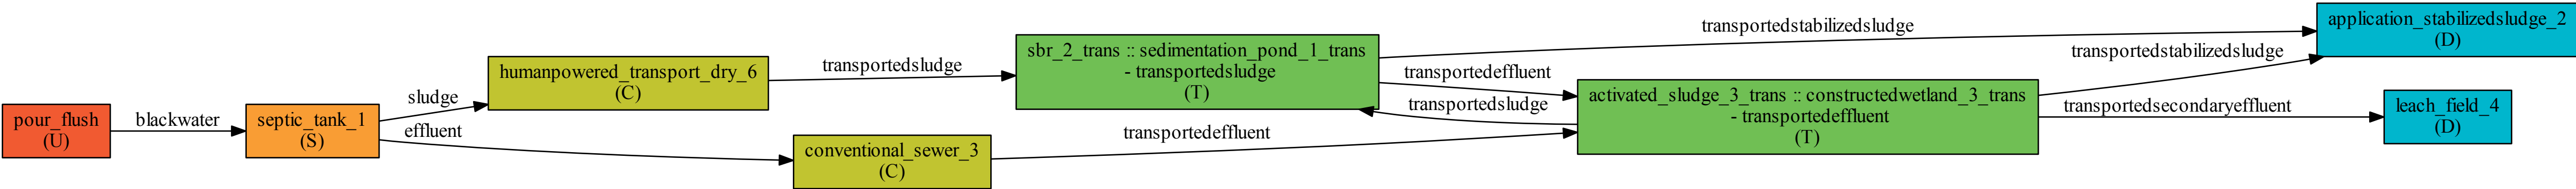 pour_flush
(U)
blackwater
septic_tank_1
(S)
sludge
effluent
humanpowered_transport_dry_6
(C)
conventional_sewer_3
(C)
transportedsludge
transportedeffluent
sbr_2_trans :: sedimentation_pond_1_trans
- transportedsludge
(T)
transportedeffluent
transportedsludge
activated_sludge_3_trans :: constructedwetland_3_trans
- transportedeffluent
(T)
transportedstabilizedsludge
transportedstabilizedsludge
transportedsecondaryeffluent
application_stabilizedsludge_2
(D)
leach_field_4
(D)